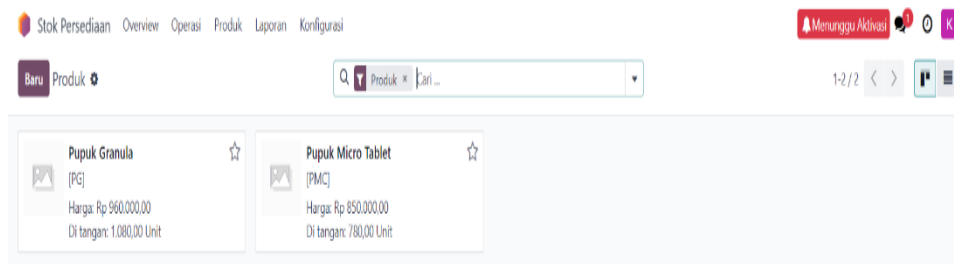 Stok Persediaan Overview Operasi Produk Laporan Konfigurasi Menunggu Aktivasi 1 K
Baru Produk Produk × Cari ... 1-2 / 2
Pupuk Granula
[PG]
Harga: Rp 960.000,00
Di tangan: 1.080,00 Unit
Pupuk Micro Tablet
[PMC]
Harga: Rp 850.000,00
Di tangan: 780,00 Unit